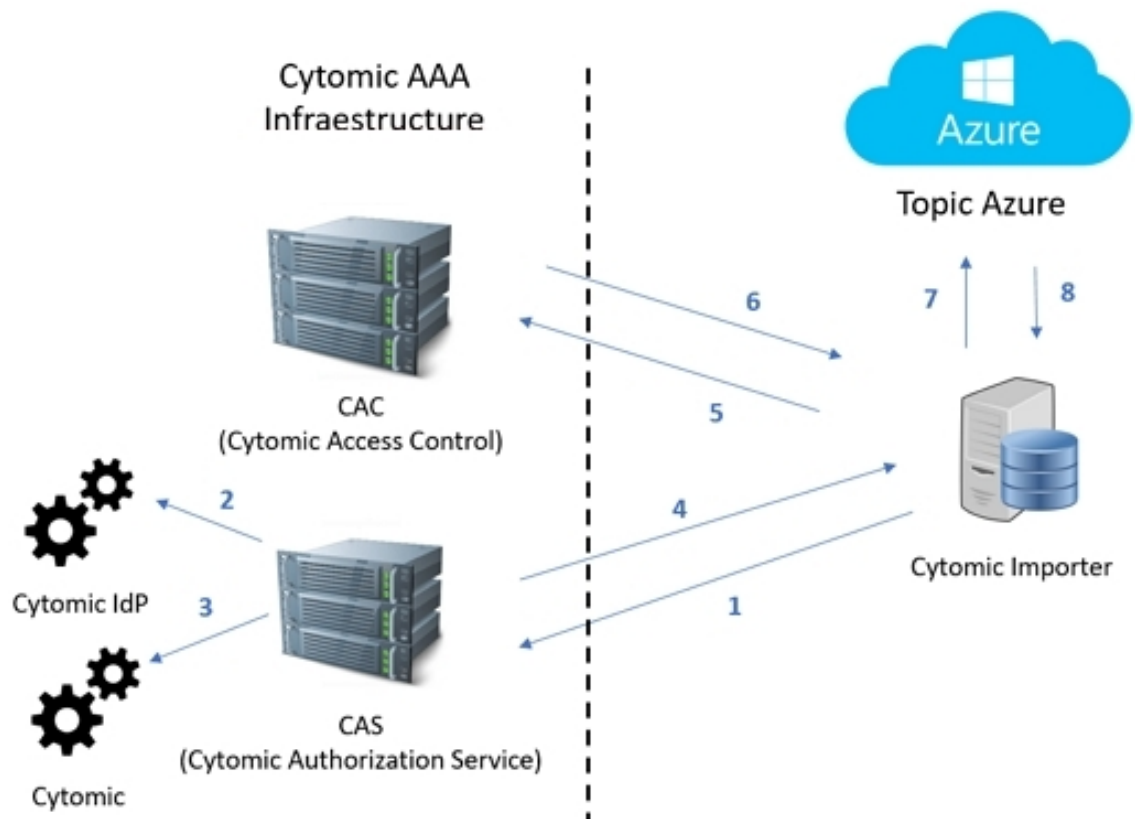 Cytomic AAA
Infraestructure
Azure
Topic Azure
6
7
8
5
CAC
(Cytomic Access Control)
2
4
Cytomic IdP
3
1
Cytomic Importer
CAS
(Cytomic Authorization Service)
Cytomic